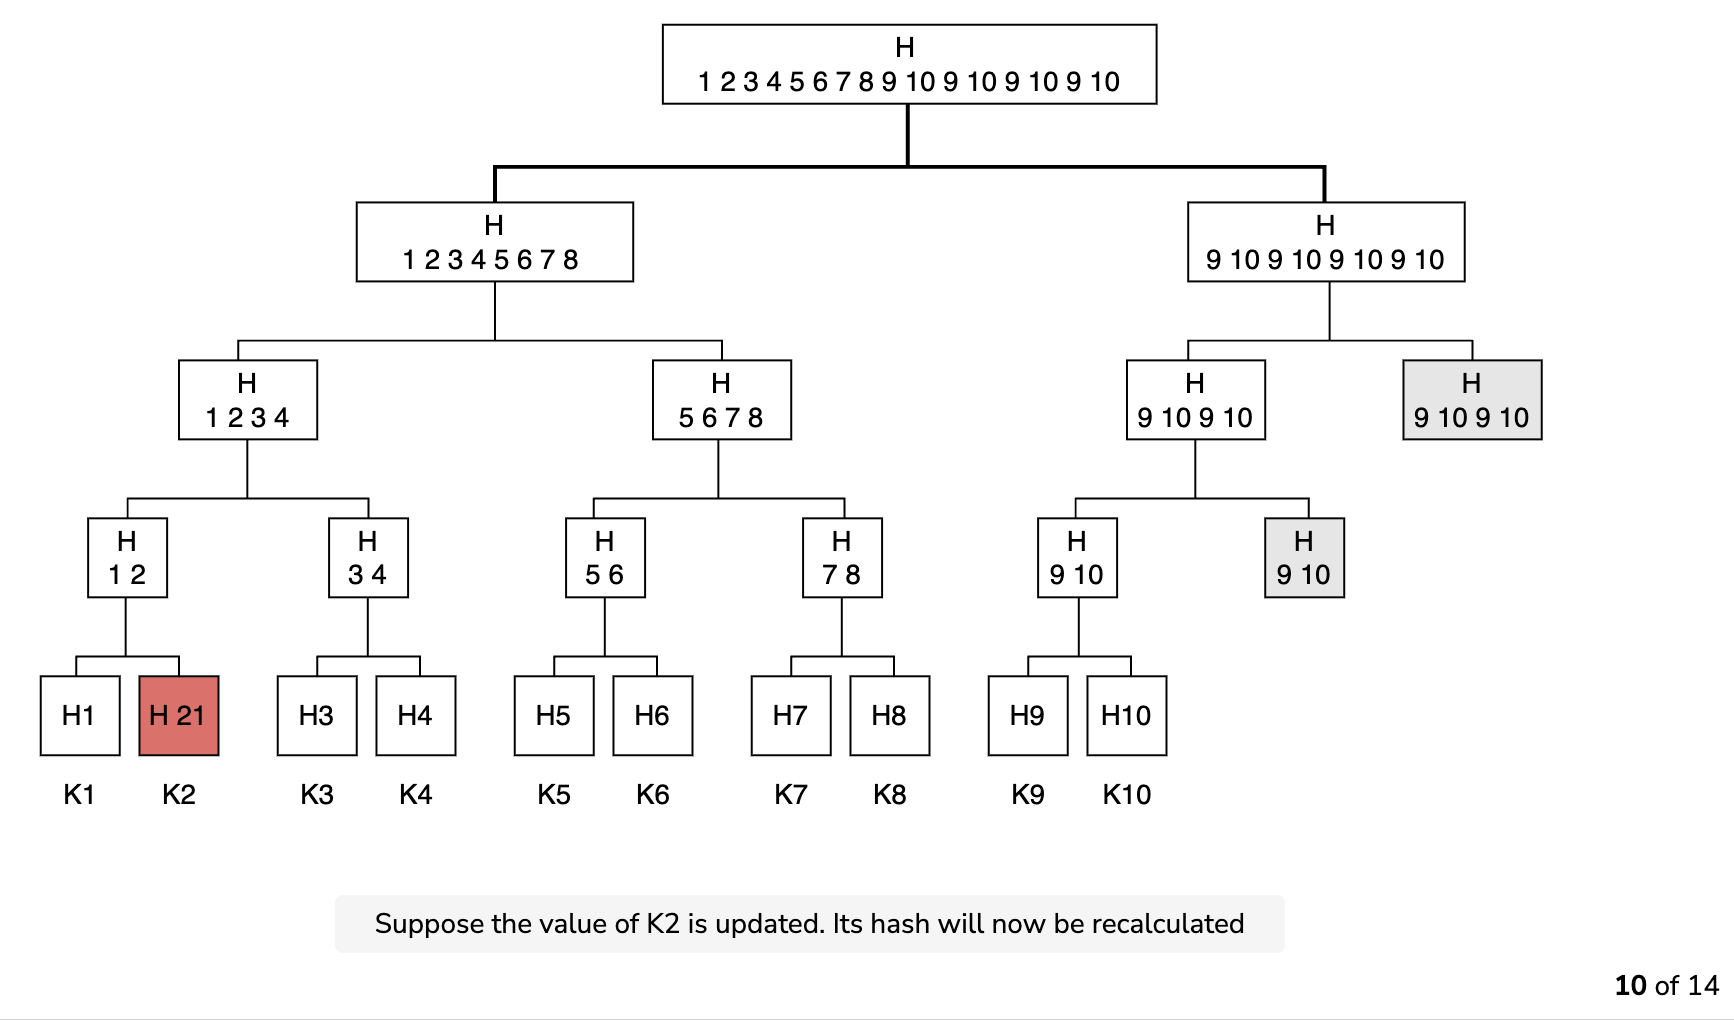 H
1 2 3 4 5 6 7 8 9 10 9 10 9 10 9 10
H
1 2 3 4 5 6 7 8
H
9 10 9 10 9 10 9 10
H
1 2 3 4
H
5 6 7 8
H
9 10 9 10
H
9 10 9 10
H
1 2
H
3 4
H
5 6
H
7 8
H
9 10
H
9 10
H1
H 21
H3
H4
H5
H6
H7
H8
H9
H10
K1
K2
K3
K4
K5
K6
K7
K8
K9
K10
Suppose the value of K2 is updated. Its hash will now be recalculated
10 of 14